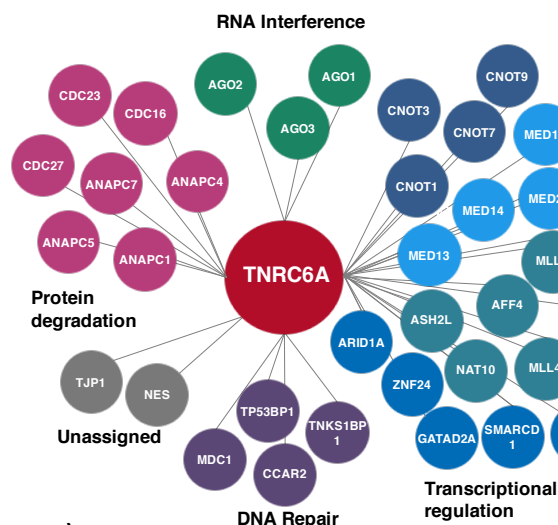 RNA Interference
CDC23
CDC16
AGO2
AGO1
AGO3
CNOT3
CNOT9
CNOT7
CDC27
ANAPC7
ANAPC4
CNOT1
MED14
ANAPC5
ANAPC1
MED13
TNRC6A
Protein
degradation
ASH2L
AFF4
ARID1A
NAT10
ZNF24
TJP1
NES
Unassigned
TP53BP1
TNKS1BP
1
MDC1
CCAR2
GATAD2A
SMARCD
1
DNA Repair
Transcriptional
regulation